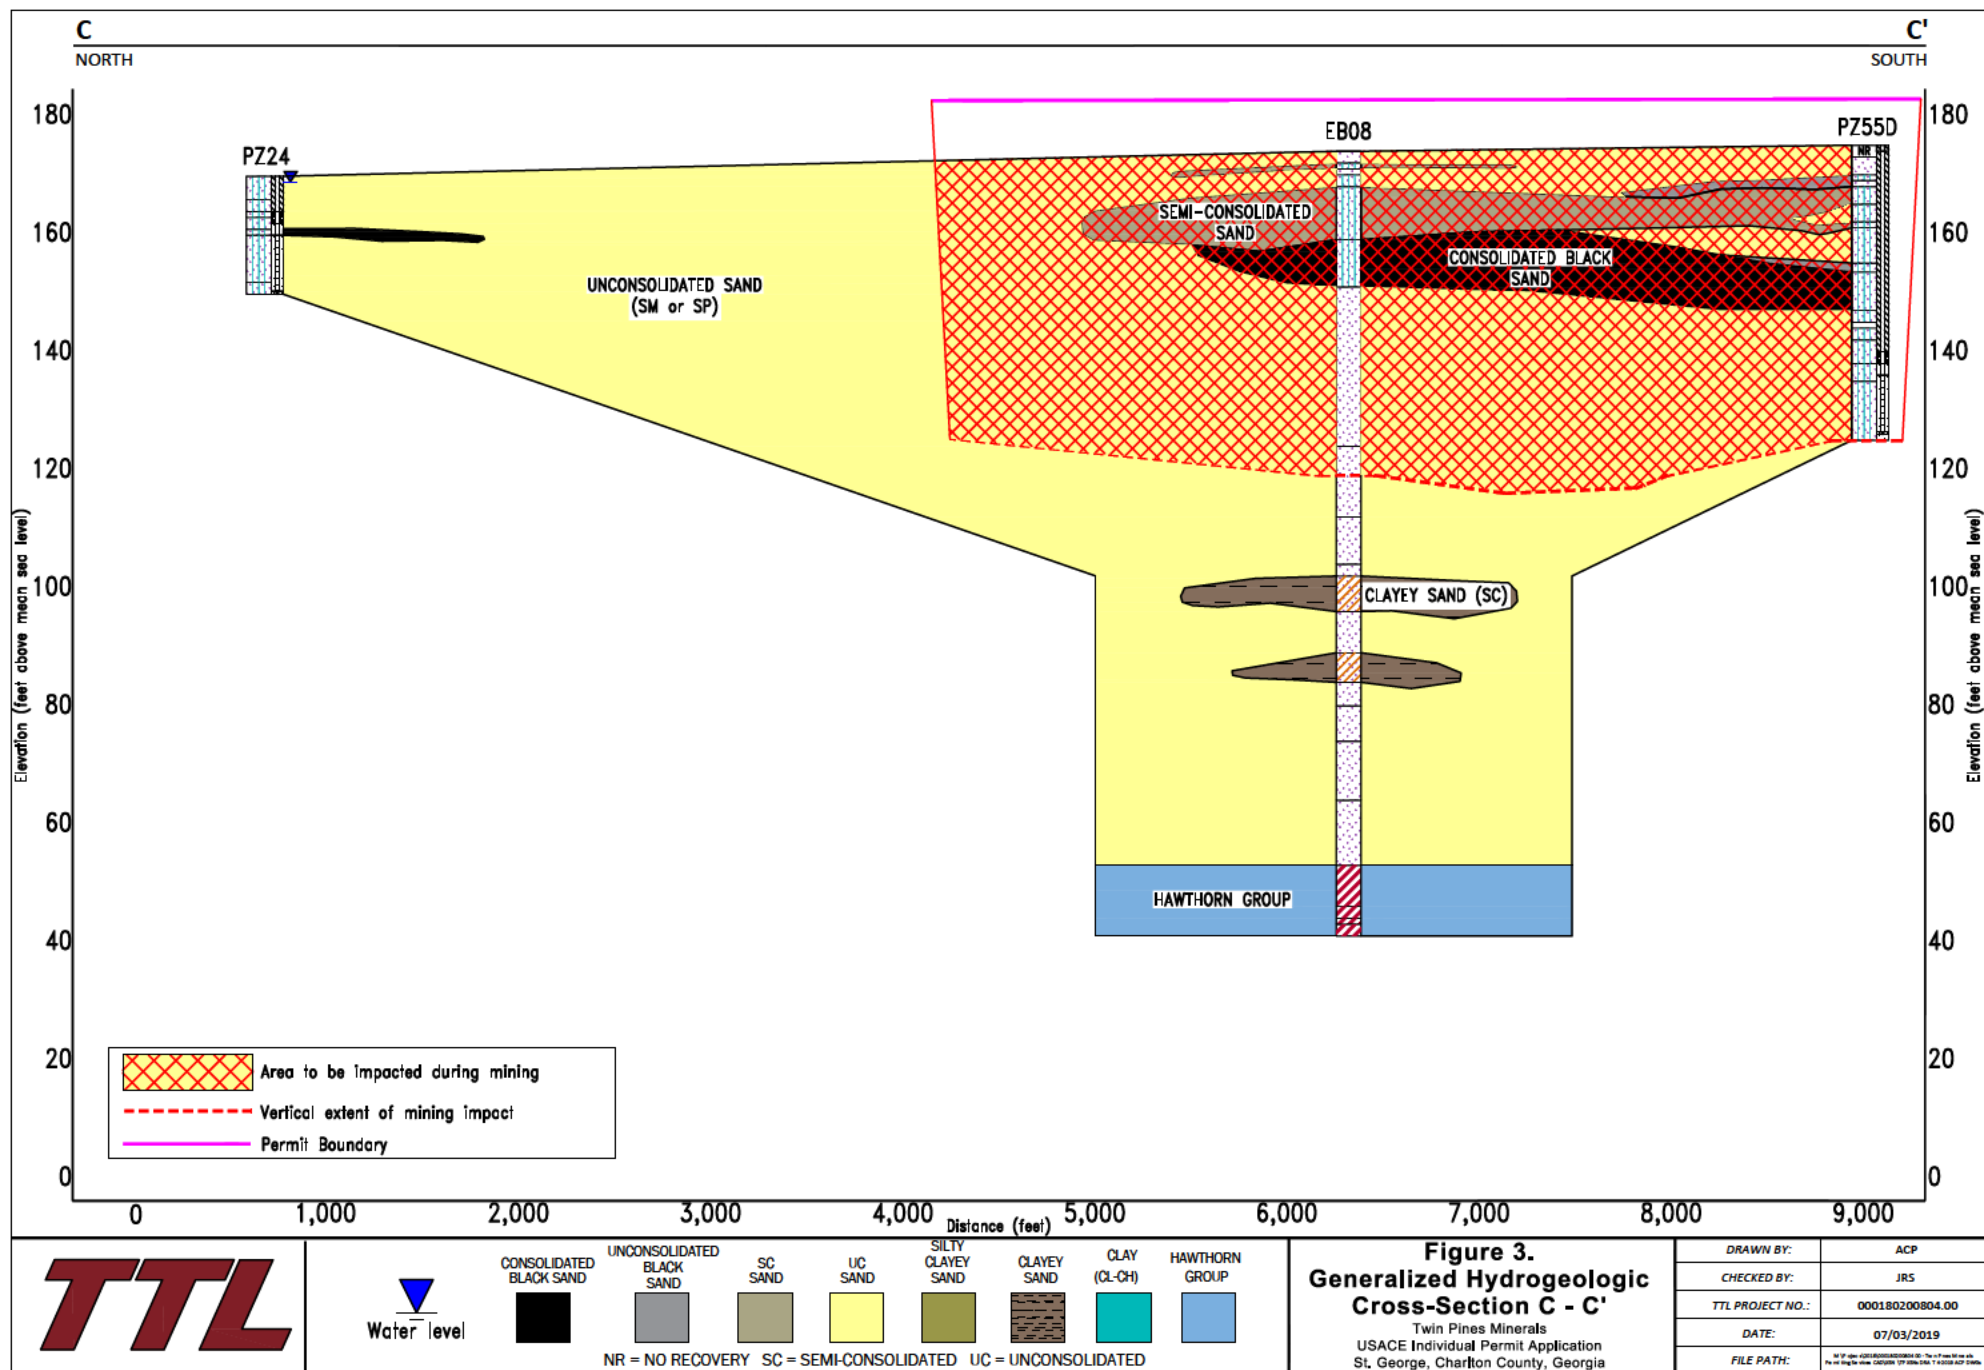 C C'
NORTH SOUTH
180 180
160 160
140 140
120 120
100 100
80 80
60 60
40 40
20 20
0 0
Elevation (feet above mean sea level)
Elevation (feet above mean sea level)
PZ24
EB08
PZ55D
NR
SEMI-CONSOLIDATED
SAND
CONSOLIDATED BLACK
SAND
UNCONSOLIDATED SAND
(SM or SP)
CLAYEY SAND (SC)
HAWTHORN GROUP
Area to be impacted during mining
Vertical extent of mining impact
Permit Boundary
0 1,000 2,000 3,000 4,000 5,000 6,000 7,000 8,000 9,000
Distance (feet)
TTL
Water level
CONSOLIDATED
BLACK SAND
UNCONSOLIDATED
BLACK
SAND
SC
SAND
UC
SAND
SILTY
CLAYEY
SAND
CLAYEY
SAND
CLAY
(CL-CH)
HAWTHORN
GROUP
NR = NO RECOVERY SC = SEMI-CONSOLIDATED UC = UNCONSOLIDATED
Figure 3.
Generalized Hydrogeologic
Cross-Section C - C'
Twin Pines Minerals
USACE Individual Permit Application
St. George, Charlton County, Georgia
DRAWN BY: ACP
CHECKED BY: JRS
TTL PROJECT NO.: 000180200804.00
DATE: 07/03/2019
FILE PATH: